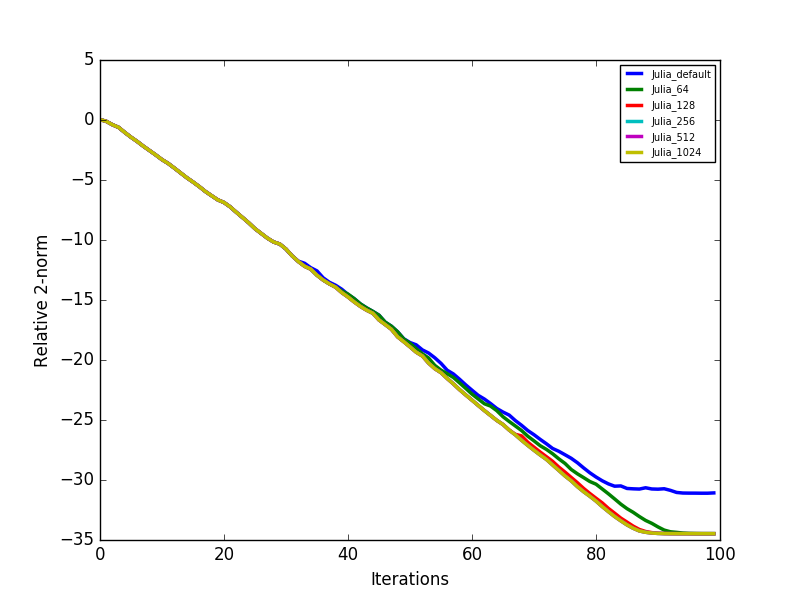 5
0
−5
−10
−15
−20
−25
−30
−35
Relative 2-norm
0 20 40 60 80 100
Iterations
Julia_default
Julia_64
Julia_128
Julia_256
Julia_512
Julia_1024